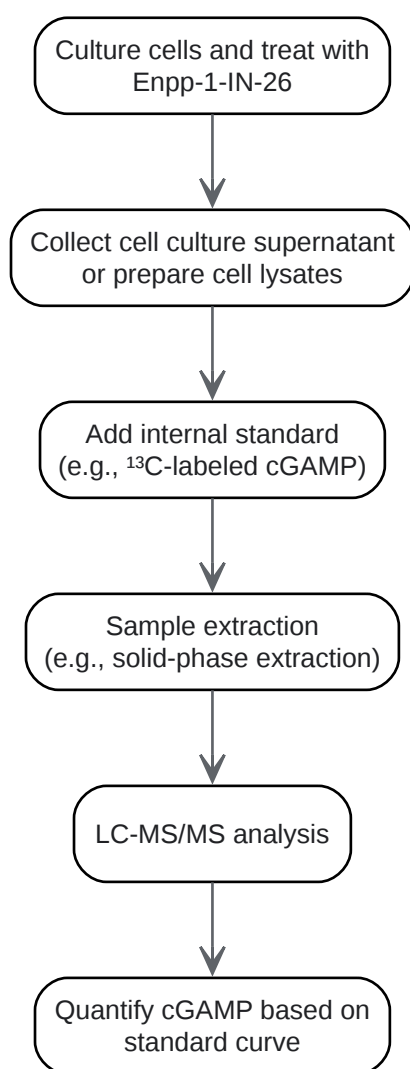 Culture cells and treat with
Enpp-1-IN-26
Collect cell culture supernatant
or prepare cell lysates
Add internal standard
(e.g., ¹³C-labeled cGAMP)
Sample extraction
(e.g., solid-phase extraction)
LC-MS/MS analysis
Quantify cGAMP based on
standard curve